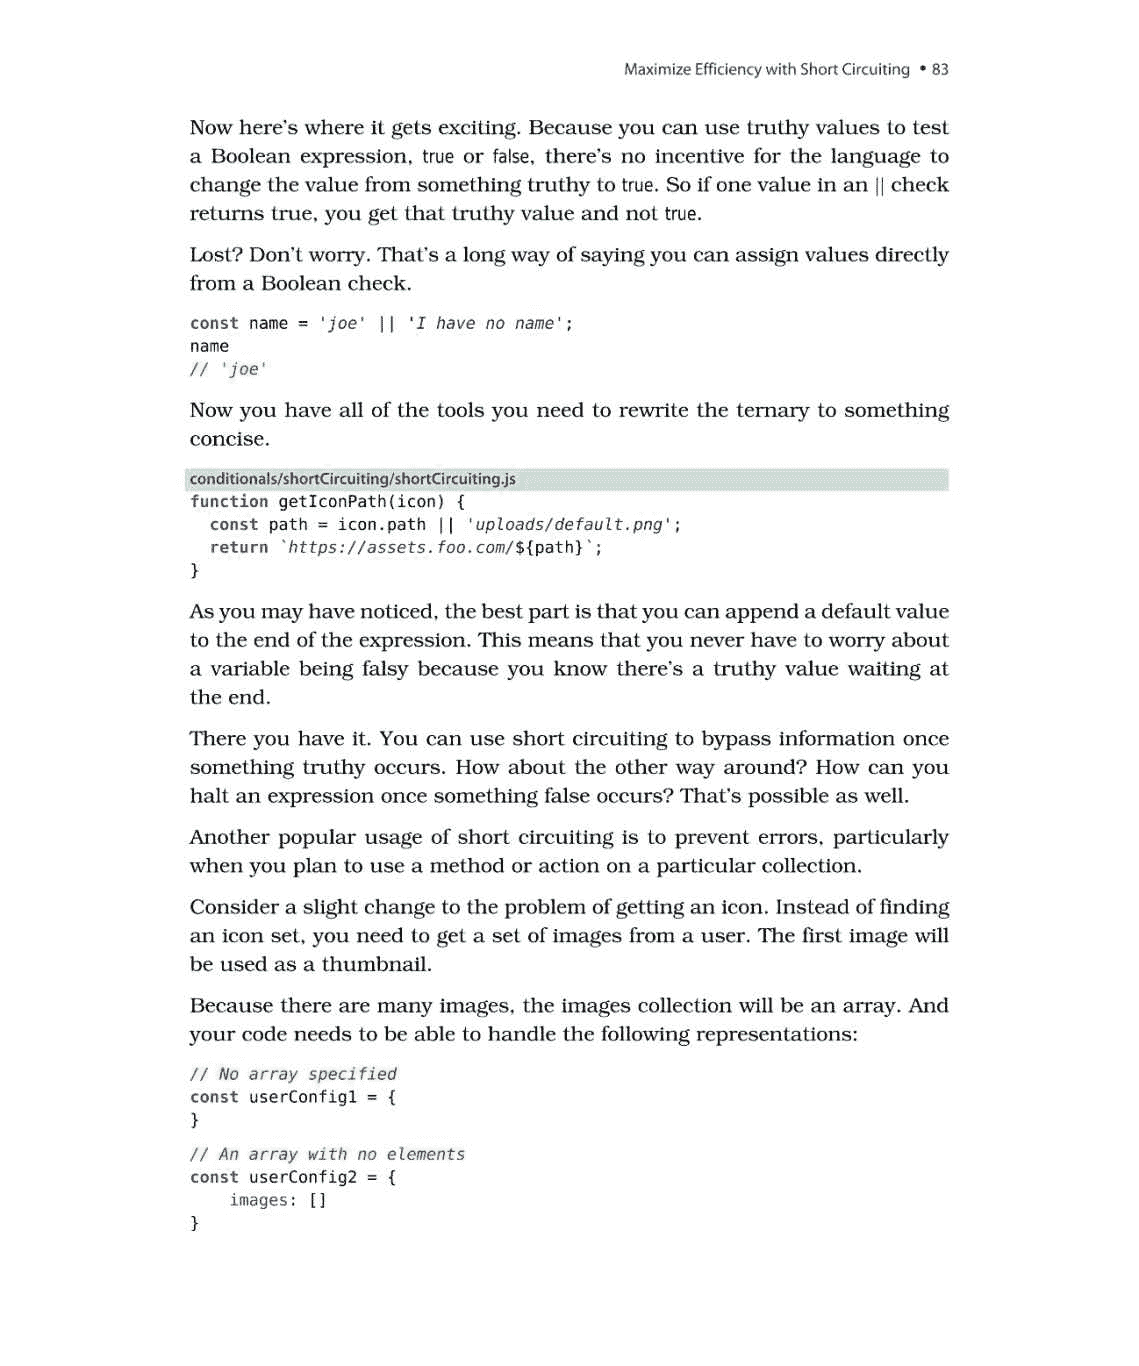 Maximize Efficiency with Short Circuiting • 83
Now here's where it gets exciting. Because you can use truthy values to test
a Boolean expression, true or false, there's no incentive for the language to
change the value from something truthy to true. So if one value in an || check
returns true, you get that truthy value and not true.
Lost? Don't worry. That's a long way of saying you can assign values directly
from a Boolean check.
const name = 'joe' || 'I have no name';
name
// 'joe'
Now you have all of the tools you need to rewrite the ternary to something
concise.
conditionals/shortCircuiting/shortCircuiting.js
function getIconPath(icon) {
  const path = icon.path || 'uploads/default.png';
  return `https://assets.foo.com/${path}`;
}
As you may have noticed, the best part is that you can append a default value
to the end of the expression. This means that you never have to worry about
a variable being falsy because you know there's a truthy value waiting at
the end.
There you have it. You can use short circuiting to bypass information once
something truthy occurs. How about the other way around? How can you
halt an expression once something false occurs? That's possible as well.
Another popular usage of short circuiting is to prevent errors, particularly
when you plan to use a method or action on a particular collection.
Consider a slight change to the problem of getting an icon. Instead of finding
an icon set, you need to get a set of images from a user. The first image will
be used as a thumbnail.
Because there are many images, the images collection will be an array. And
your code needs to be able to handle the following representations:
// No array specified
const userConfig1 = {
}
// An array with no elements
const userConfig2 = {
    images: []
}